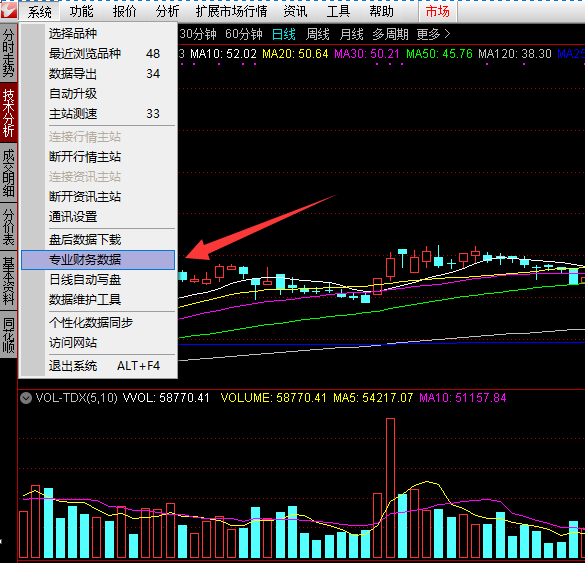 系统 功能 报价 分析 扩展市场行情 资讯 工具 帮助 市场
分时走势
技术分析
成交明细
分价表
基本资料
同花顺
选择品种
最近浏览品种 48
数据导出 34
自动升级
主站测速 33
连接行情主站
断开行情主站
连接资讯主站
断开资讯主站
通讯设置
盘后数据下载
专业财务数据
日线自动写盘
数据维护工具
个性化数据同步
访问网站
退出系统 ALT+F4
30分钟 60分钟 日线 周线 月线 多周期 更多
3 MA10: 52.02 MA20: 50.64 MA30: 50.21 MA50: 45.76 MA120: 38.30 MA25
VOL-TDX(5,10) VVOL: 58770.41 VOLUME: 58770.41 MA5: 54217.07 MA10: 51157.84